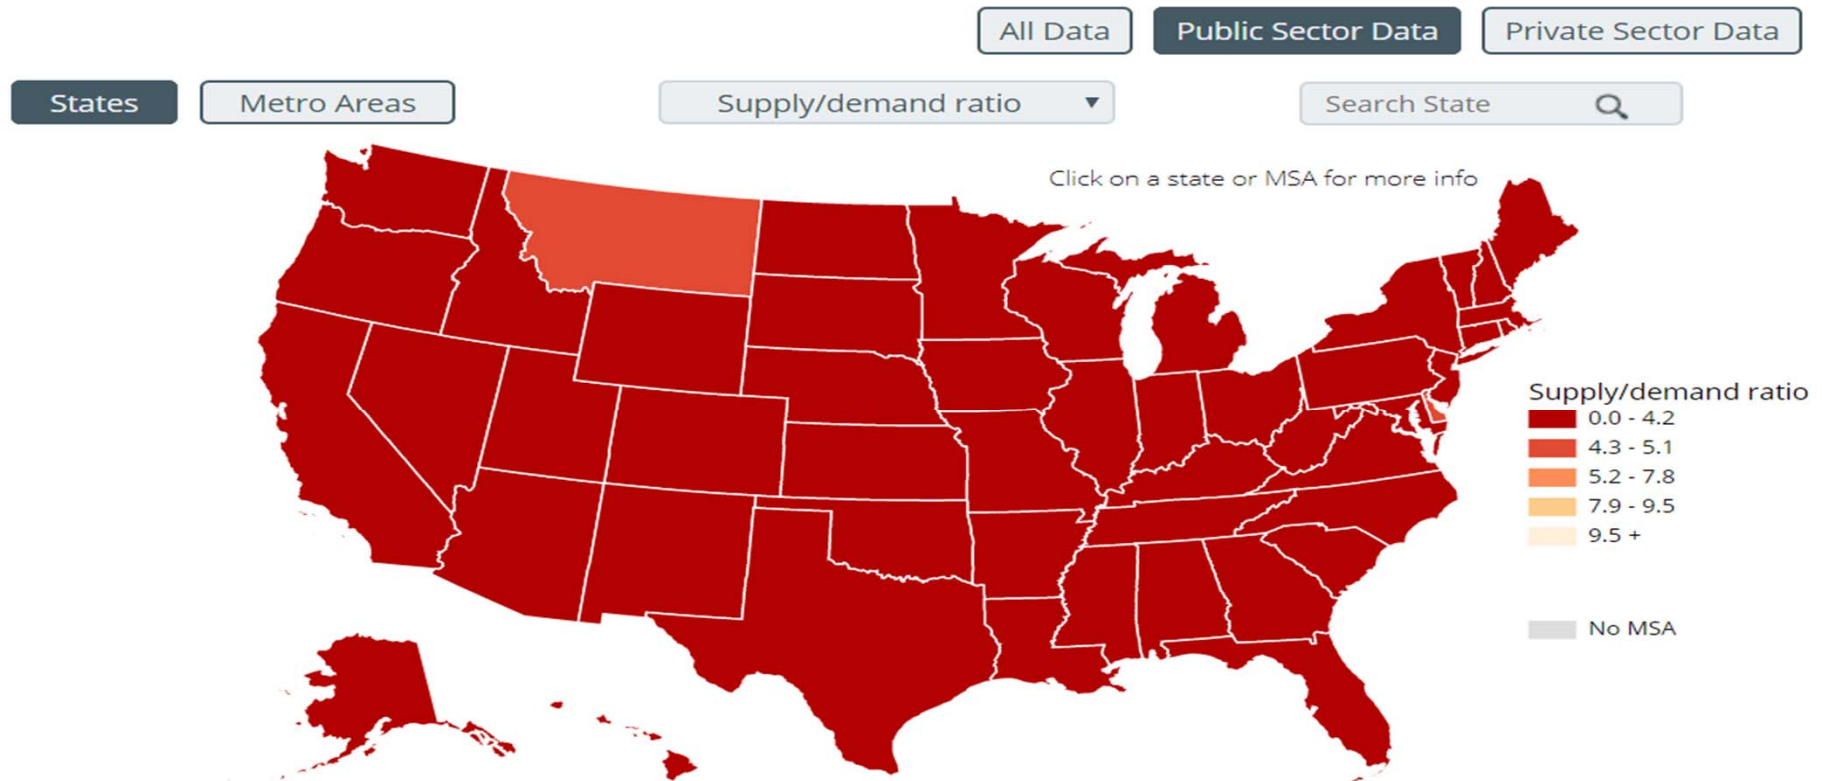 All Data Public Sector Data Private Sector Data
States Metro Areas Supply/demand ratio Search State
Click on a state or MSA for more info
Supply/demand ratio
0.0 - 4.2
4.3 - 5.1
5.2 - 7.8
7.9 - 9.5
9.5 +
No MSA